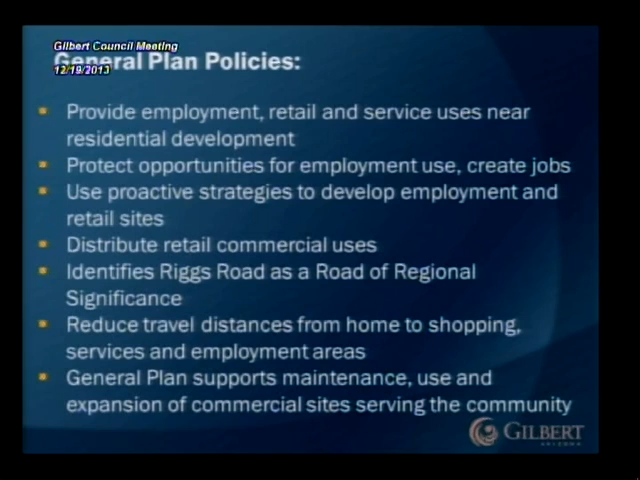 Gilbert Council Meeting
General Plan Policies:
12/19/2013
Provide employment, retail and service uses near
residential development
Protect opportunities for employment use, create jobs
Use proactive strategies to develop employment and
retail sites
Distribute retail commercial uses
Identifies Riggs Road as a Road of Regional
Significance
Reduce travel distances from home to shopping,
services and employment areas
General Plan supports maintenance, use and
expansion of commercial sites serving the community
GILBERT
ARIZONA